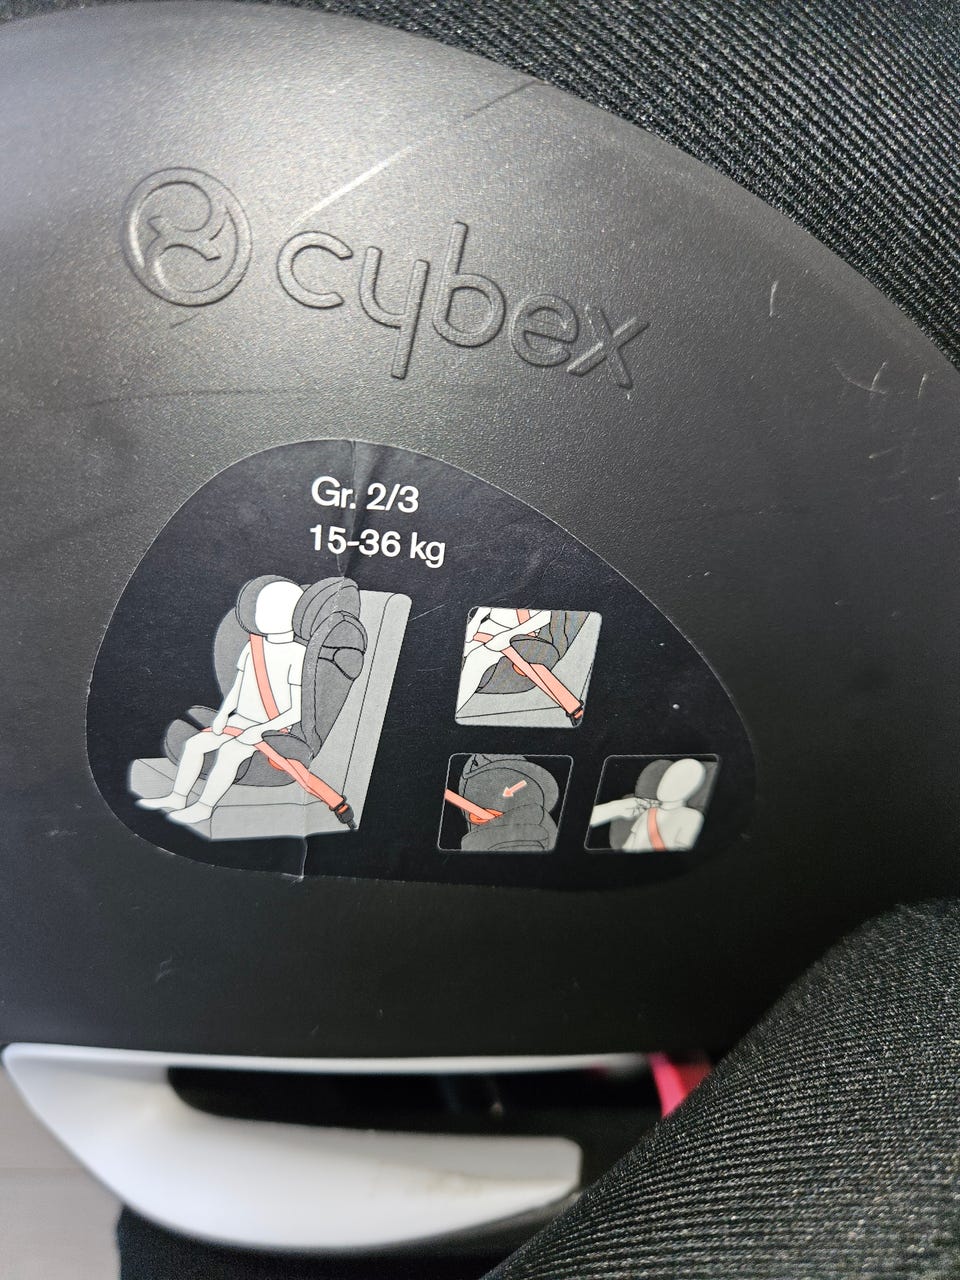 cybex
Gr. 2/3
15-36 kg